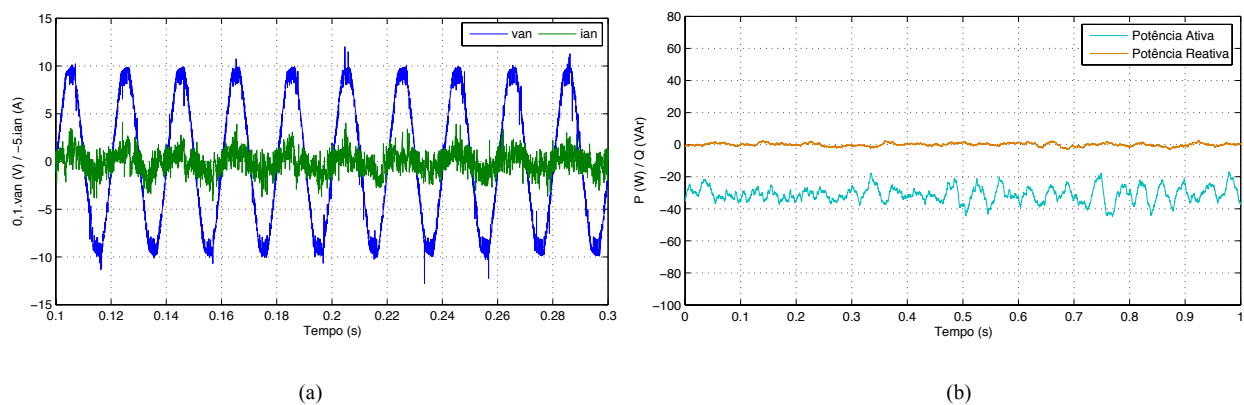 van ian
15
10
5
0
−5
−10
−15
0,1.van (V) / −5.ian (A)
0.1 0.12 0.14 0.16 0.18 0.2 0.22 0.24 0.26 0.28 0.3
Tempo (s)
(a)
Potência Ativa
Potência Reativa
80
60
40
20
0
−20
−40
−60
−80
−100
P (W) / Q (VAr)
0 0.1 0.2 0.3 0.4 0.5 0.6 0.7 0.8 0.9 1
Tempo (s)
(b)